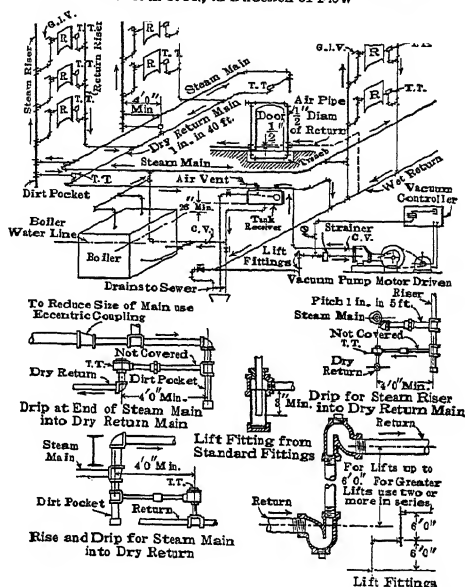 G.I.V.
R
T.T.
R
T.T.
R
T.T.
Steam Riser
Return Riser
R
R
R
4'0"
Min
Steam Main
T.T.
Dry Return Main
1 in. in 40 ft.
Steam Main
Door
1/2"
Air Pipe
1/2" Diam
of Return
G.I.V.
R
T.T.
R
T.T.
Wet Return
Vacuum
Controller
Dirt Pocket
T.T.
Air Vent
Boiler
Water Line
Boiler
26" Min.
G.V.
Tank
Receiver
Drains to Sewer
Lift
Fittings
Strainer
C.V.
Vacuum Pump Motor Driven
To Reduce Size of Main use
Eccentric Coupling
T.T.
Not Covered
Dry Return
Dirt Pocket
4'0" Min.
Drip at End of Steam Main
into Dry Return Main
8" Min.
Lift Fitting from
Standard Fittings
Riser
Pitch 1 in. in 5 ft.
Steam Main
Not Covered
T.T.
Dry
Return
4'0" Min.
Drip for Steam Riser
into Dry Return Main
Steam
Main
4'0" Min.
T.T.
Dirt Pocket
Return
Rise and Drip for Steam Main
into Dry Return
Return
For Lifts up to
6'0." For Greater
Lifts use two or
more in series
Return
6'0"
6'0"
Lift Fittings